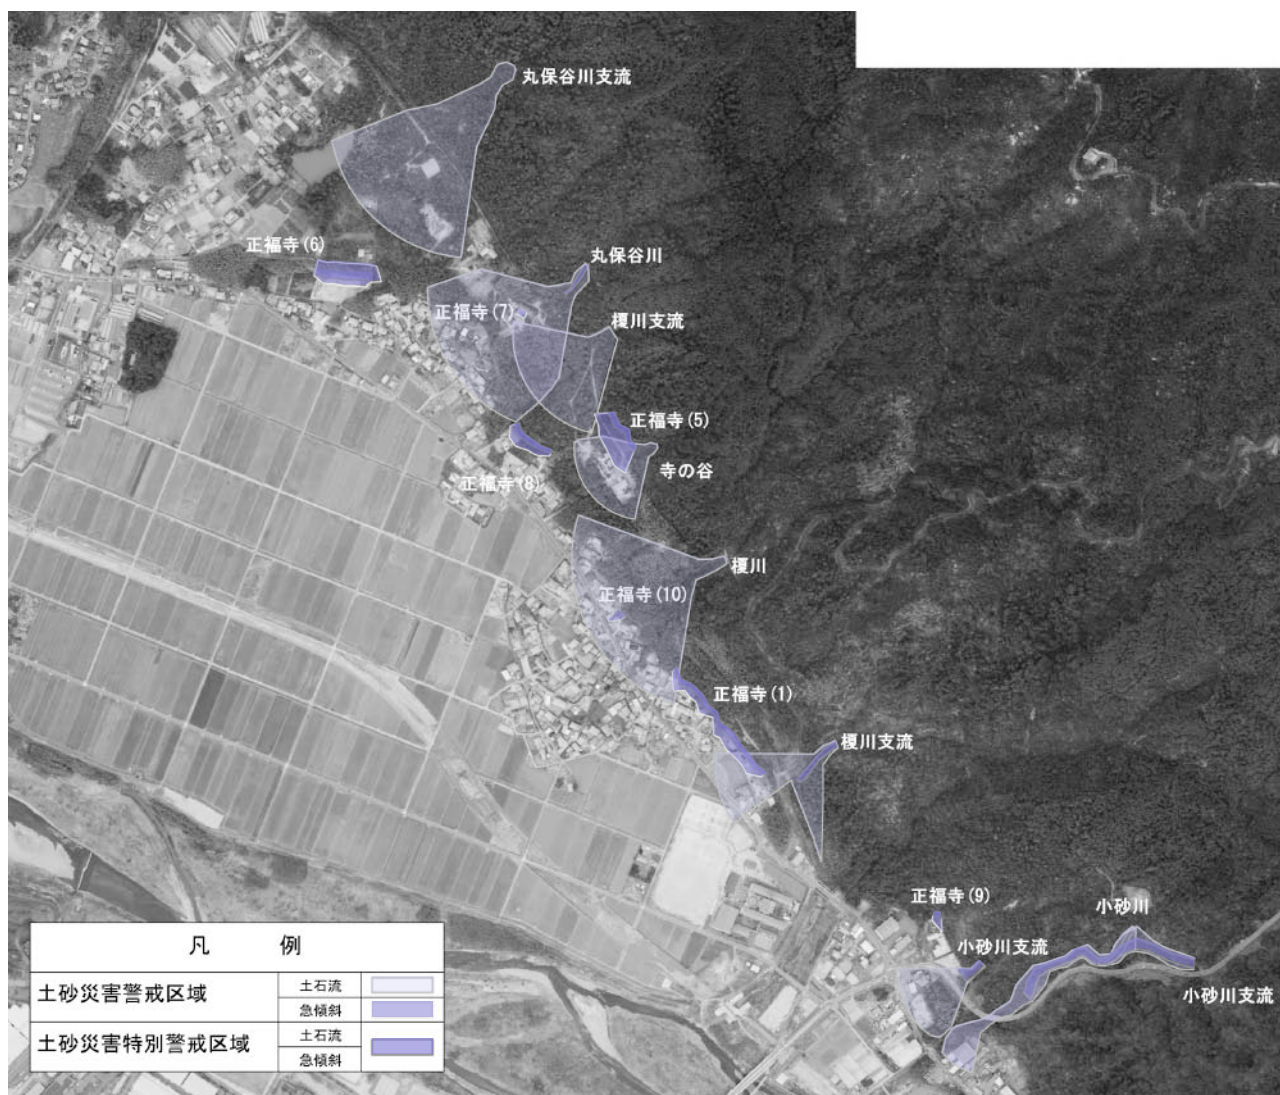 丸保谷川支流
正福寺(6)
丸保谷川
正福寺(7)
榎川支流
正福寺(5)
寺の谷
正福寺(8)
榎川
正福寺(10)
正福寺(1)
榎川支流
正福寺(9)
小砂川
小砂川支流
小砂川支流
凡 例
土砂災害警戒区域
土石流
急傾斜
土砂災害特別警戒区域
土石流
急傾斜